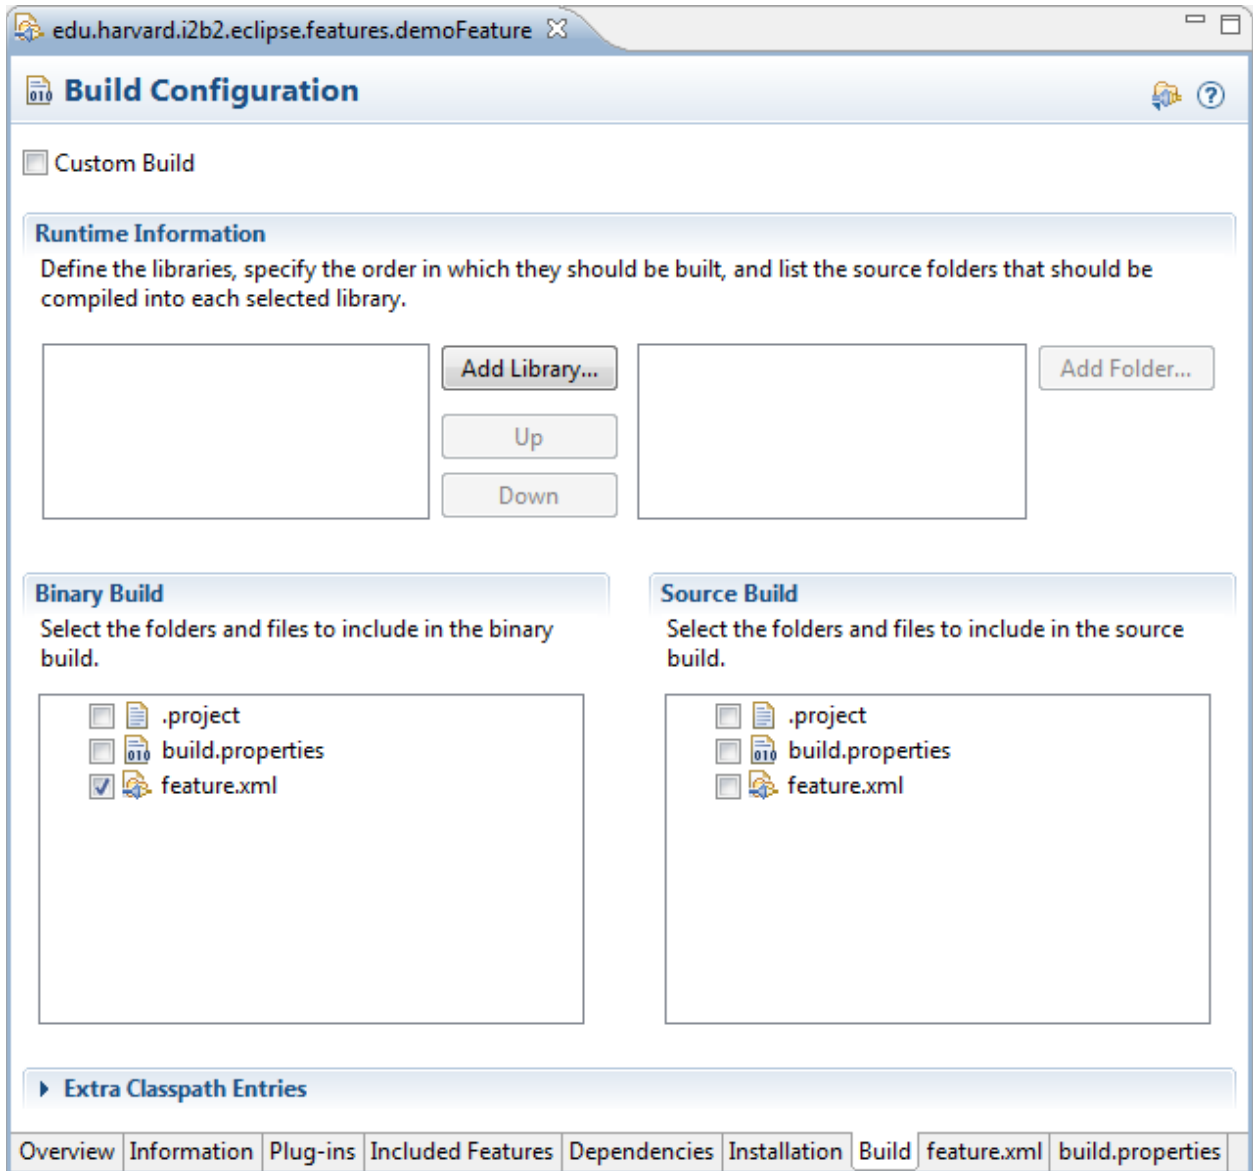 edu.harvard.i2b2.eclipse.features.demoFeature
Build Configuration
Custom Build
Runtime Information
Define the libraries, specify the order in which they should be built, and list the source folders that should be
compiled into each selected library.
Add Library...
Add Folder...
Up
Down
Binary Build
Select the folders and files to include in the binary
build.
.project
build.properties
feature.xml
Source Build
Select the folders and files to include in the source
build.
.project
build.properties
feature.xml
Extra Classpath Entries
Overview Information Plug-ins Included Features Dependencies Installation Build feature.xml build.properties